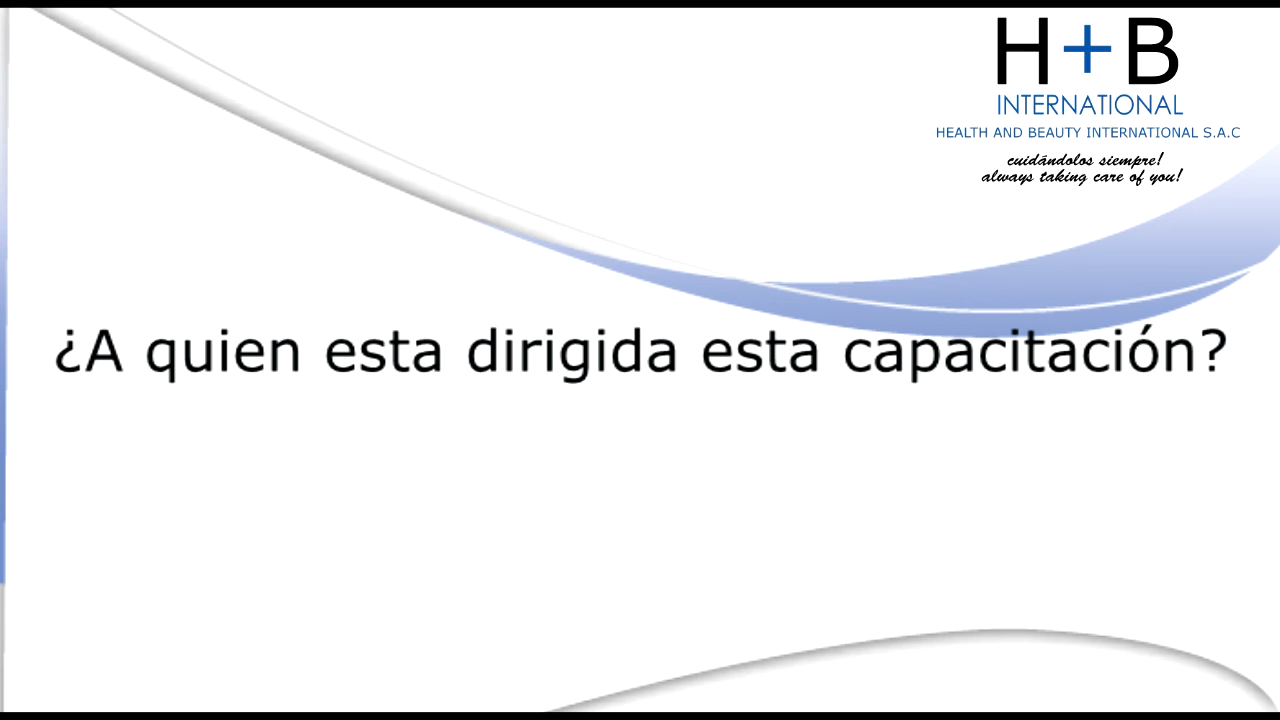 H+B
INTERNATIONAL
HEALTH AND BEAUTY INTERNATIONAL S.A.C
cuidándolos siempre!
always taking care of you!
¿A quien esta dirigida esta capacitación?